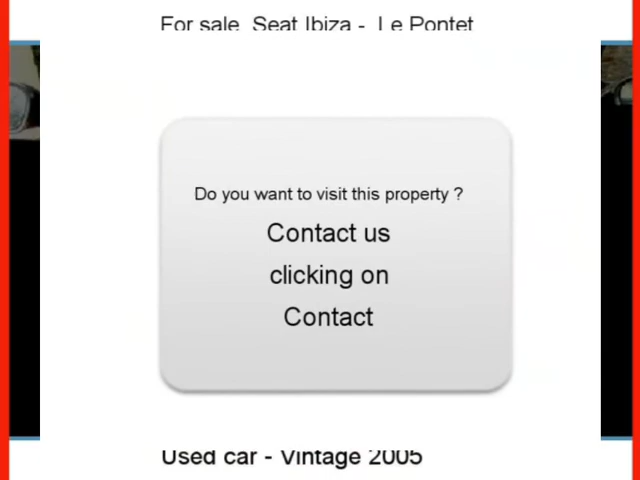 For sale  Seat Ibiza -  Le Pontet
Do you want to visit this property ?
Contact us
clicking on
Contact
Used car - Vintage 2005